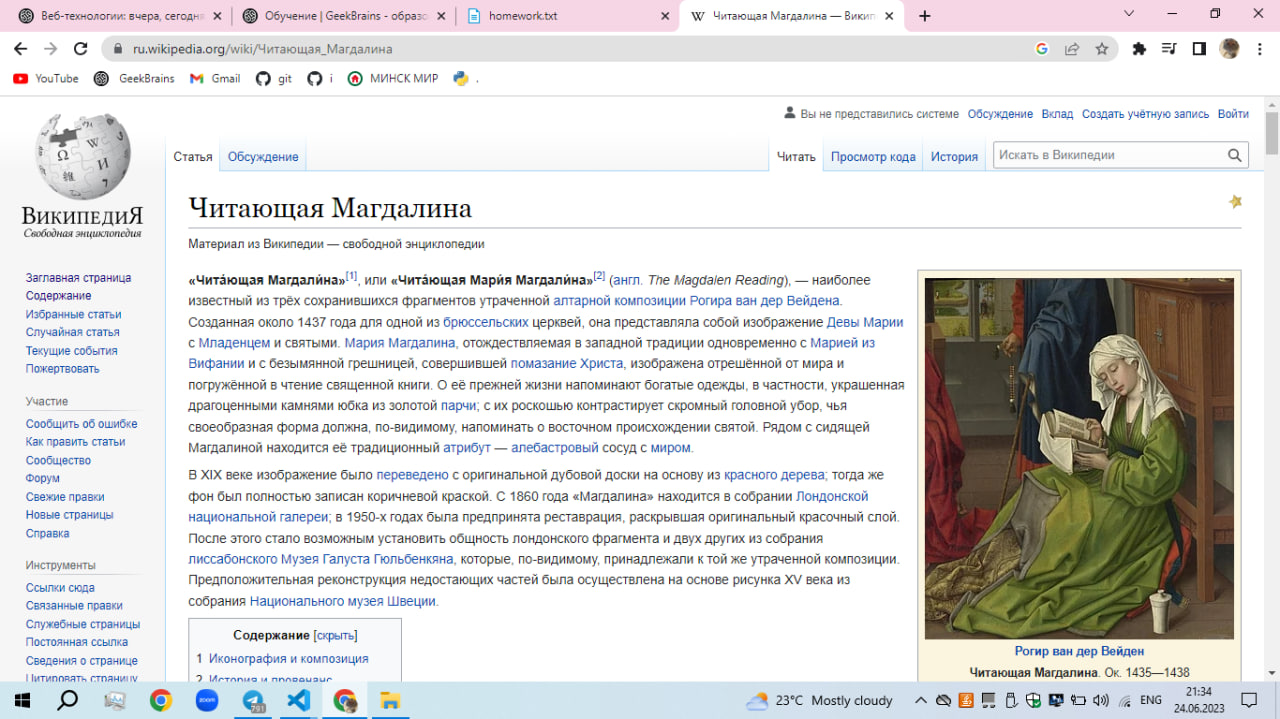 Веб-технологии: вчера, сегодня
Обучение | GeekBrains - образо
homework.txt
Читающая Магдалина — Викип
ru.wikipedia.org/wiki/Читающая_Магдалина
YouTube
GeekBrains
Gmail
git
i
МИНСК МИР
.
Вы не представились системе Обсуждение Вклад Создать учётную запись Войти
Статья Обсуждение
Читать Просмотр кода История
Искать в Википедии
ВикипедиЯ
Свободная энциклопедия
Заглавная страница
Содержание
Избранные статьи
Случайная статья
Текущие события
Пожертвовать
Участие
Сообщить об ошибке
Как править статьи
Сообщество
Форум
Свежие правки
Новые страницы
Справка
Инструменты
Ссылки сюда
Связанные правки
Служебные страницы
Постоянная ссылка
Сведения о странице
Цитировать страницу
Читающая Магдалина
Материал из Википедии — свободной энциклопедии
«Чита́ющая Магдали́на»[1], или «Чита́ющая Мари́я Магдали́на»[2] (англ. The Magdalen Reading), — наиболее
известный из трёх сохранившихся фрагментов утраченной алтарной композиции Рогира ван дер Вейдена.
Созданная около 1437 года для одной из брюссельских церквей, она представляла собой изображение Девы Марии
с Младенцем и святыми. Мария Магдалина, отождествляемая в западной традиции одновременно с Марией из
Вифании и с безымянной грешницей, совершившей помазание Христа, изображена отрешённой от мира и
погружённой в чтение священной книги. О её прежней жизни напоминают богатые одежды, в частности, украшенная
драгоценными камнями юбка из золотой парчи; с их роскошью контрастирует скромный головной убор, чья
своеобразная форма должна, по-видимому, напоминать о восточном происхождении святой. Рядом с сидящей
Магдалиной находится её традиционный атрибут — алебастровый сосуд с миром.
В XIX веке изображение было переведено с оригинальной дубовой доски на основу из красного дерева; тогда же
фон был полностью записан коричневой краской. С 1860 года «Магдалина» находится в собрании Лондонской
национальной галереи; в 1950-х годах была предпринята реставрация, раскрывшая оригинальный красочный слой.
После этого стало возможным установить общность лондонского фрагмента и двух других из собрания
лиссабонского Музея Галуста Гюльбенкяна, которые, по-видимому, принадлежали к той же утраченной композиции.
Предположительная реконструкция недостающих частей была осуществлена на основе рисунка XV века из
собрания Национального музея Швеции.
Содержание [скрыть]
1 Иконография и композиция
2 История и провенанс
Рогир ван дер Вейден
Читающая Магдалина. Ок. 1435—1438
zoom
791
23°C Mostly cloudy
ENG
21:34
24.06.2023